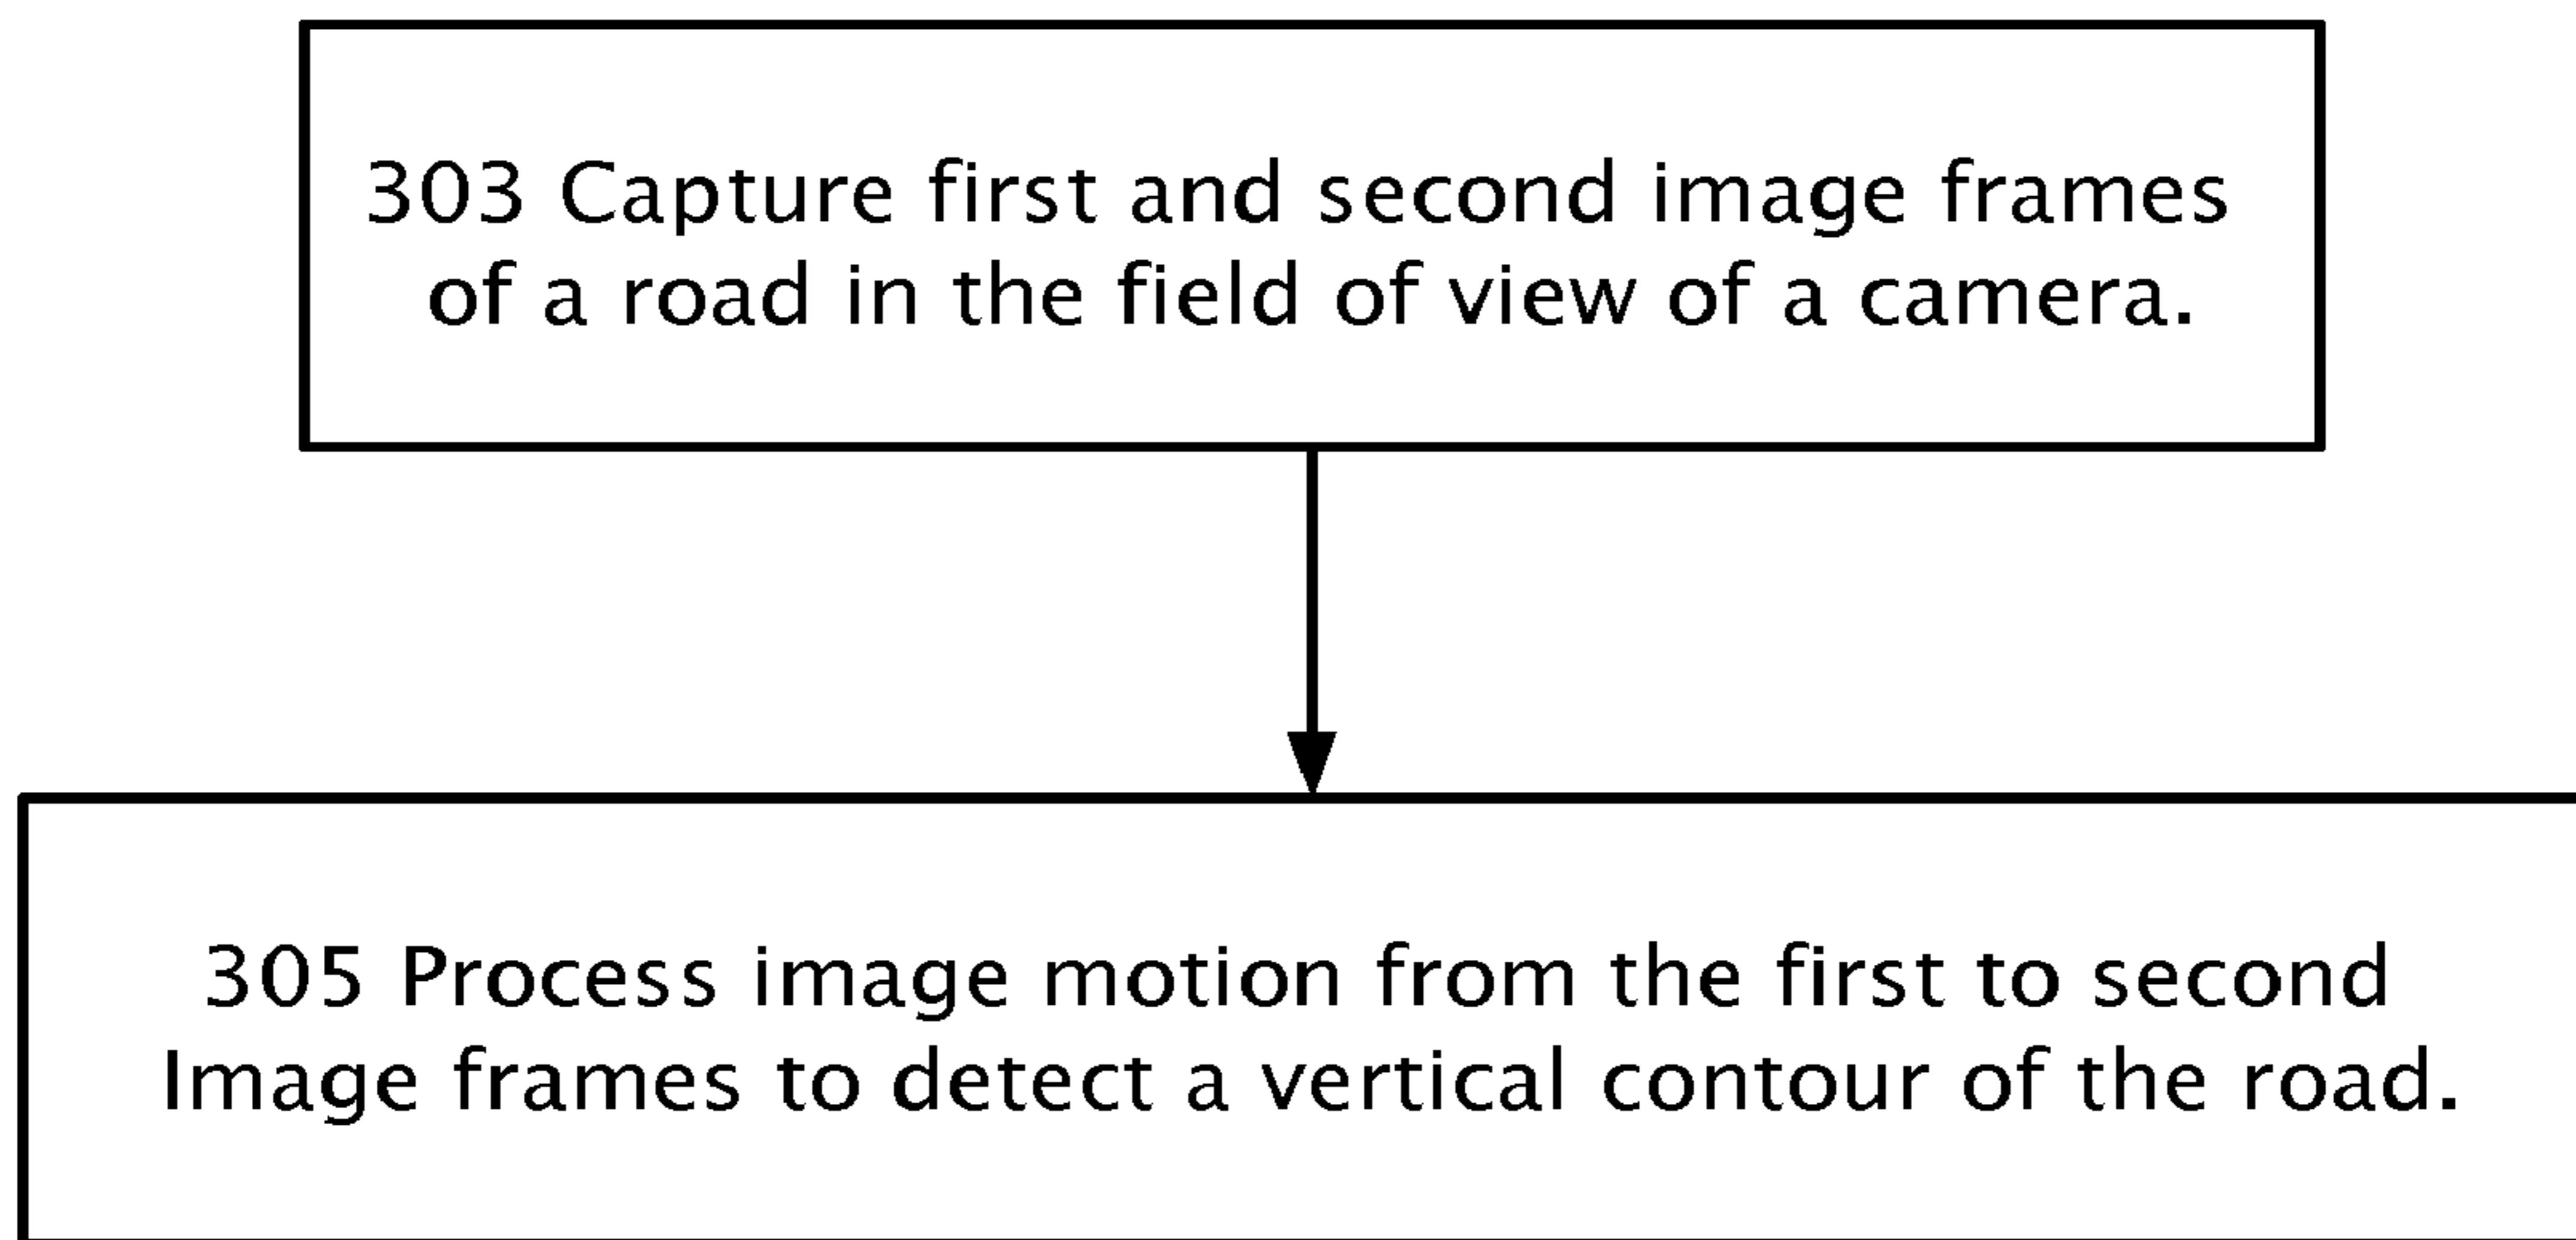 303 Capture first and second image frames
of a road in the field of view of a camera.
305 Process image motion from the first to second
Image frames to detect a vertical contour of the road.